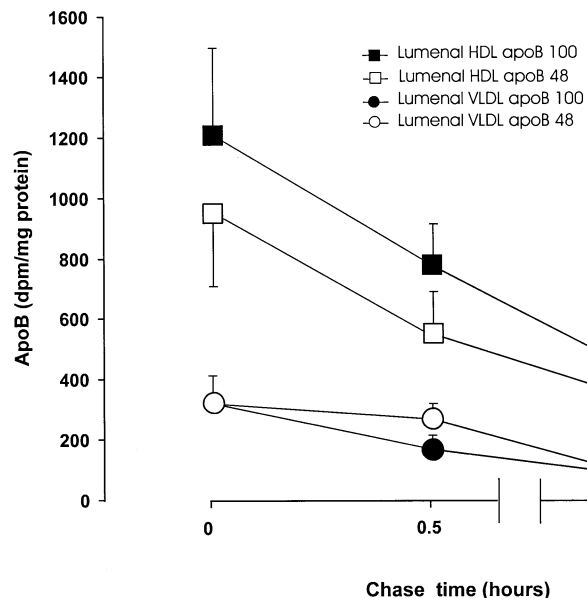 1600
1400
1200
1000
800
600
400
200
0
ApoB (dpm/mg protein)
Lumenal HDL apoB 100
Lumenal HDL apoB 48
Lumenal VLDL apoB 100
Lumenal VLDL apoB 48
0 0.5
Chase time (hours)